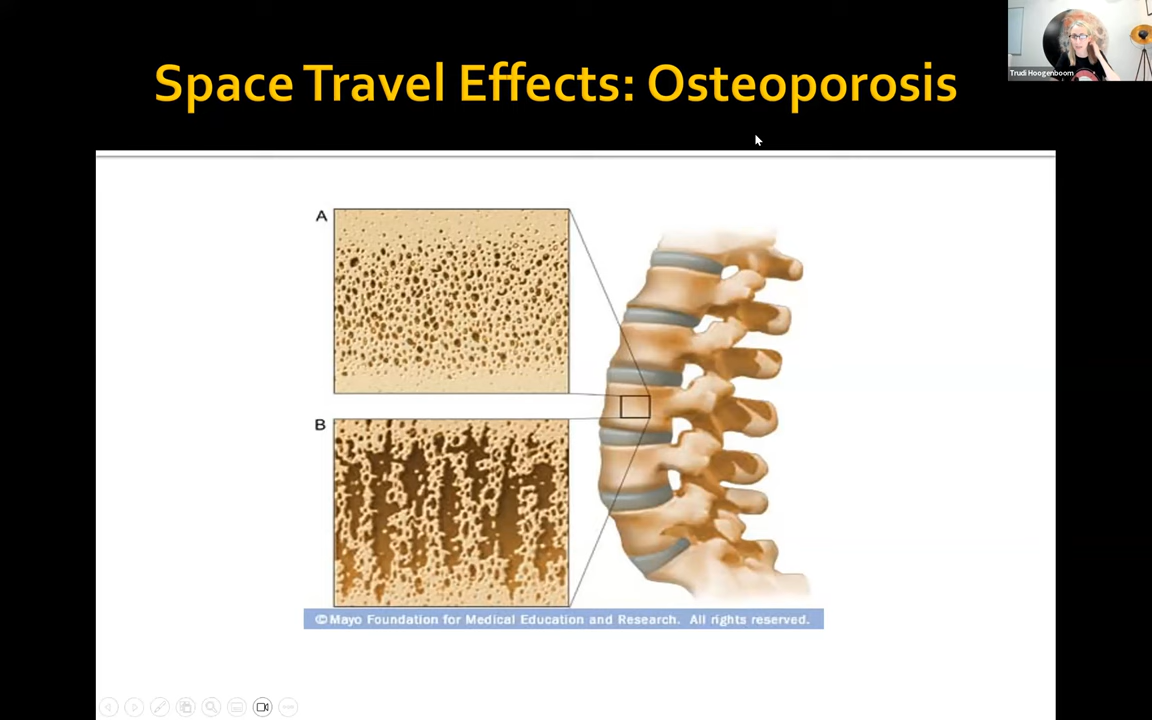 Space Travel Effects: Osteoporosis
Trudi Hoogenboom
A
B
©Mayo Foundation for Medical Education and Research. All rights reserved.